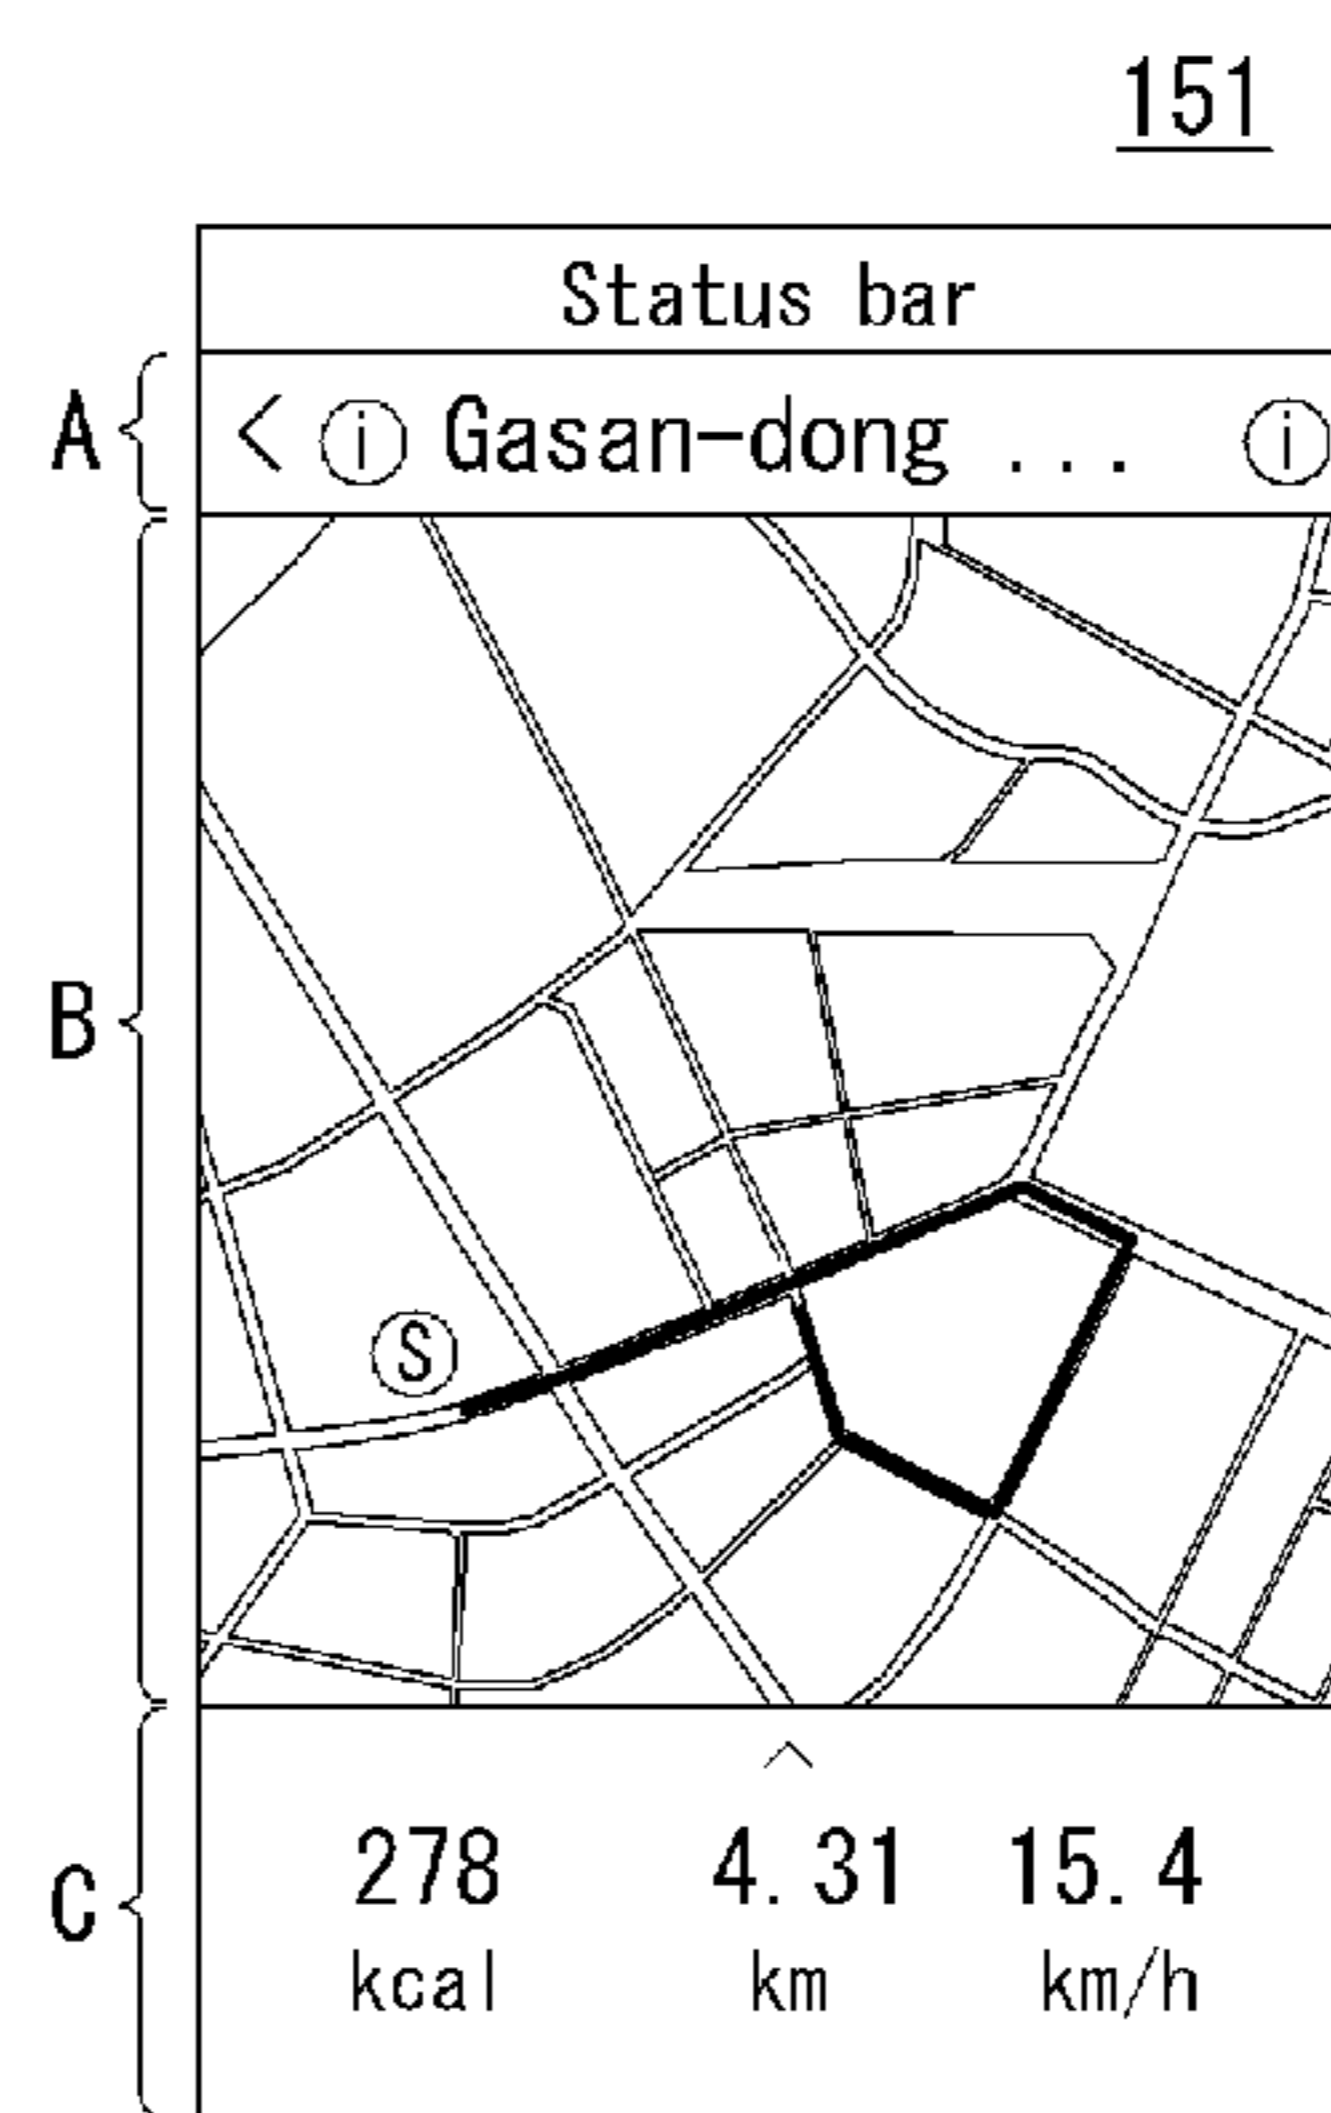 151
Status bar
A < ⓘ Gasan-dong ... ⓘ
B
Ⓢ
C
278 4.31 15.4
kcal km km/h